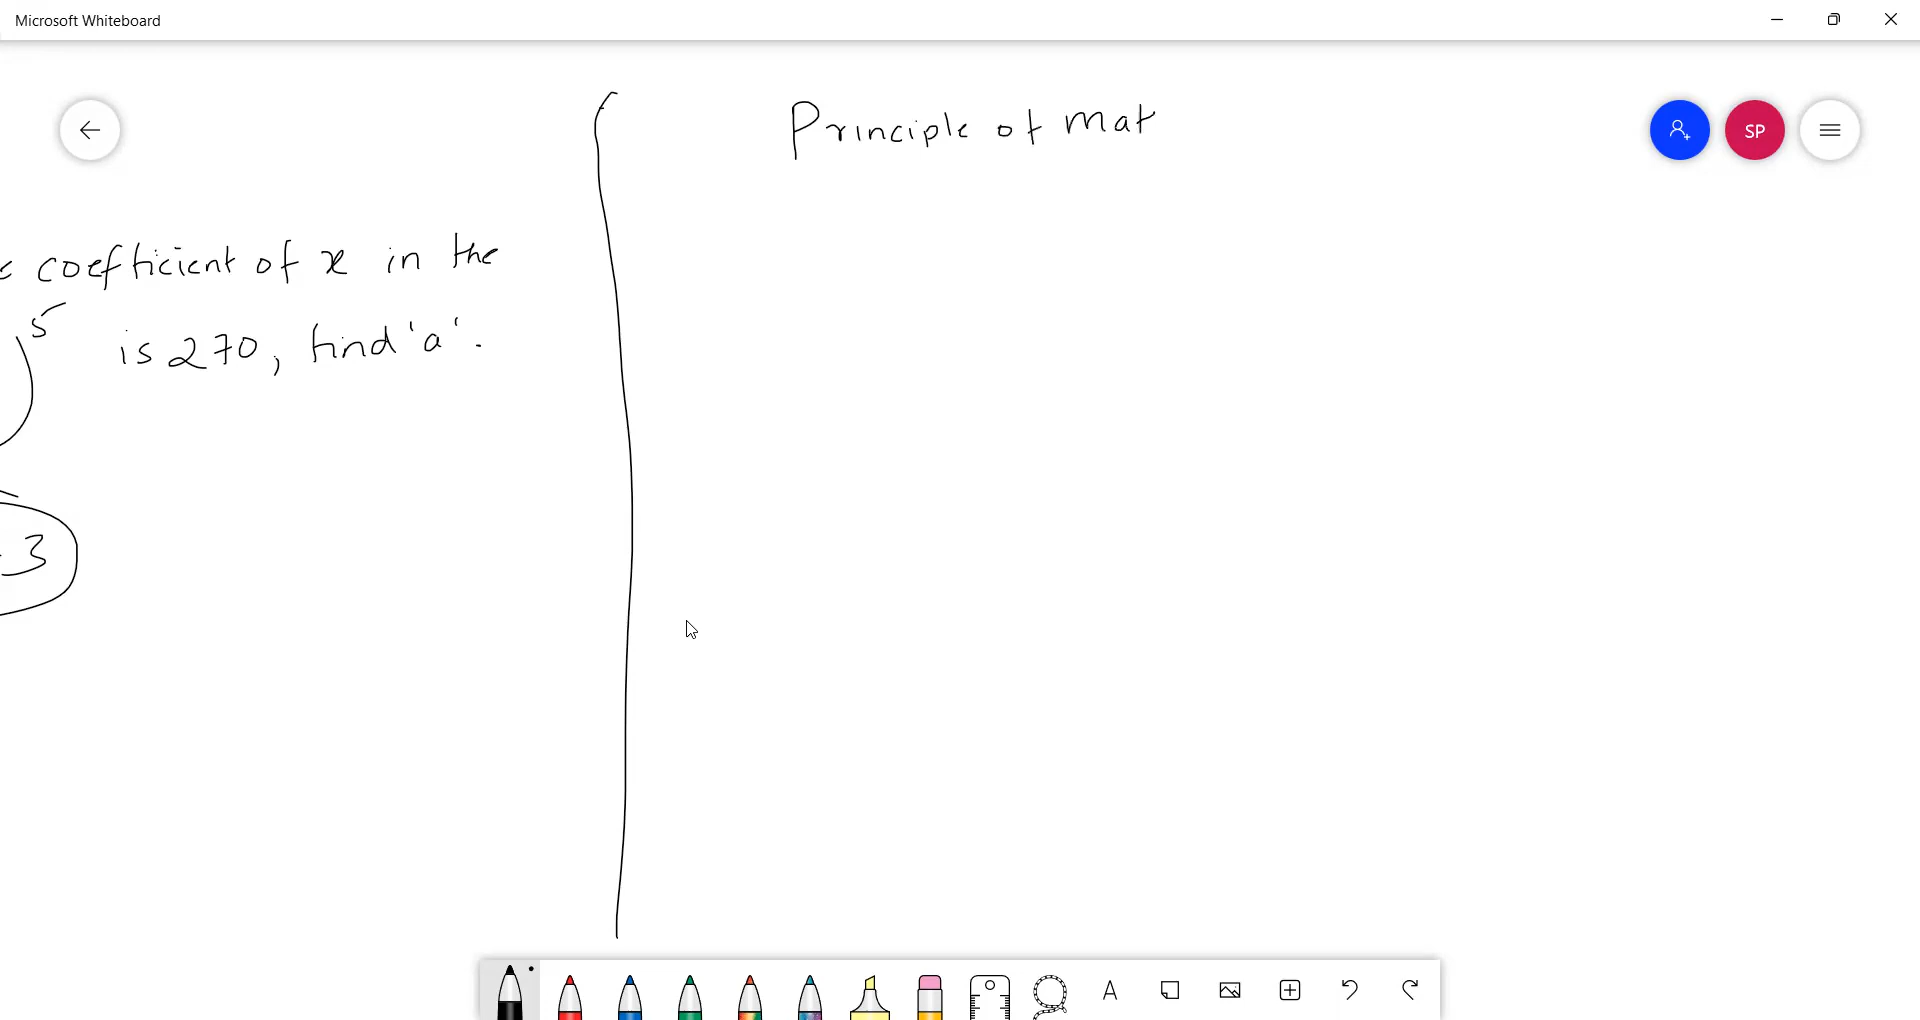 Microsoft Whiteboard
SP
coefficient of x in the
5
is 270, find 'a'.
3
Principle of mat
A